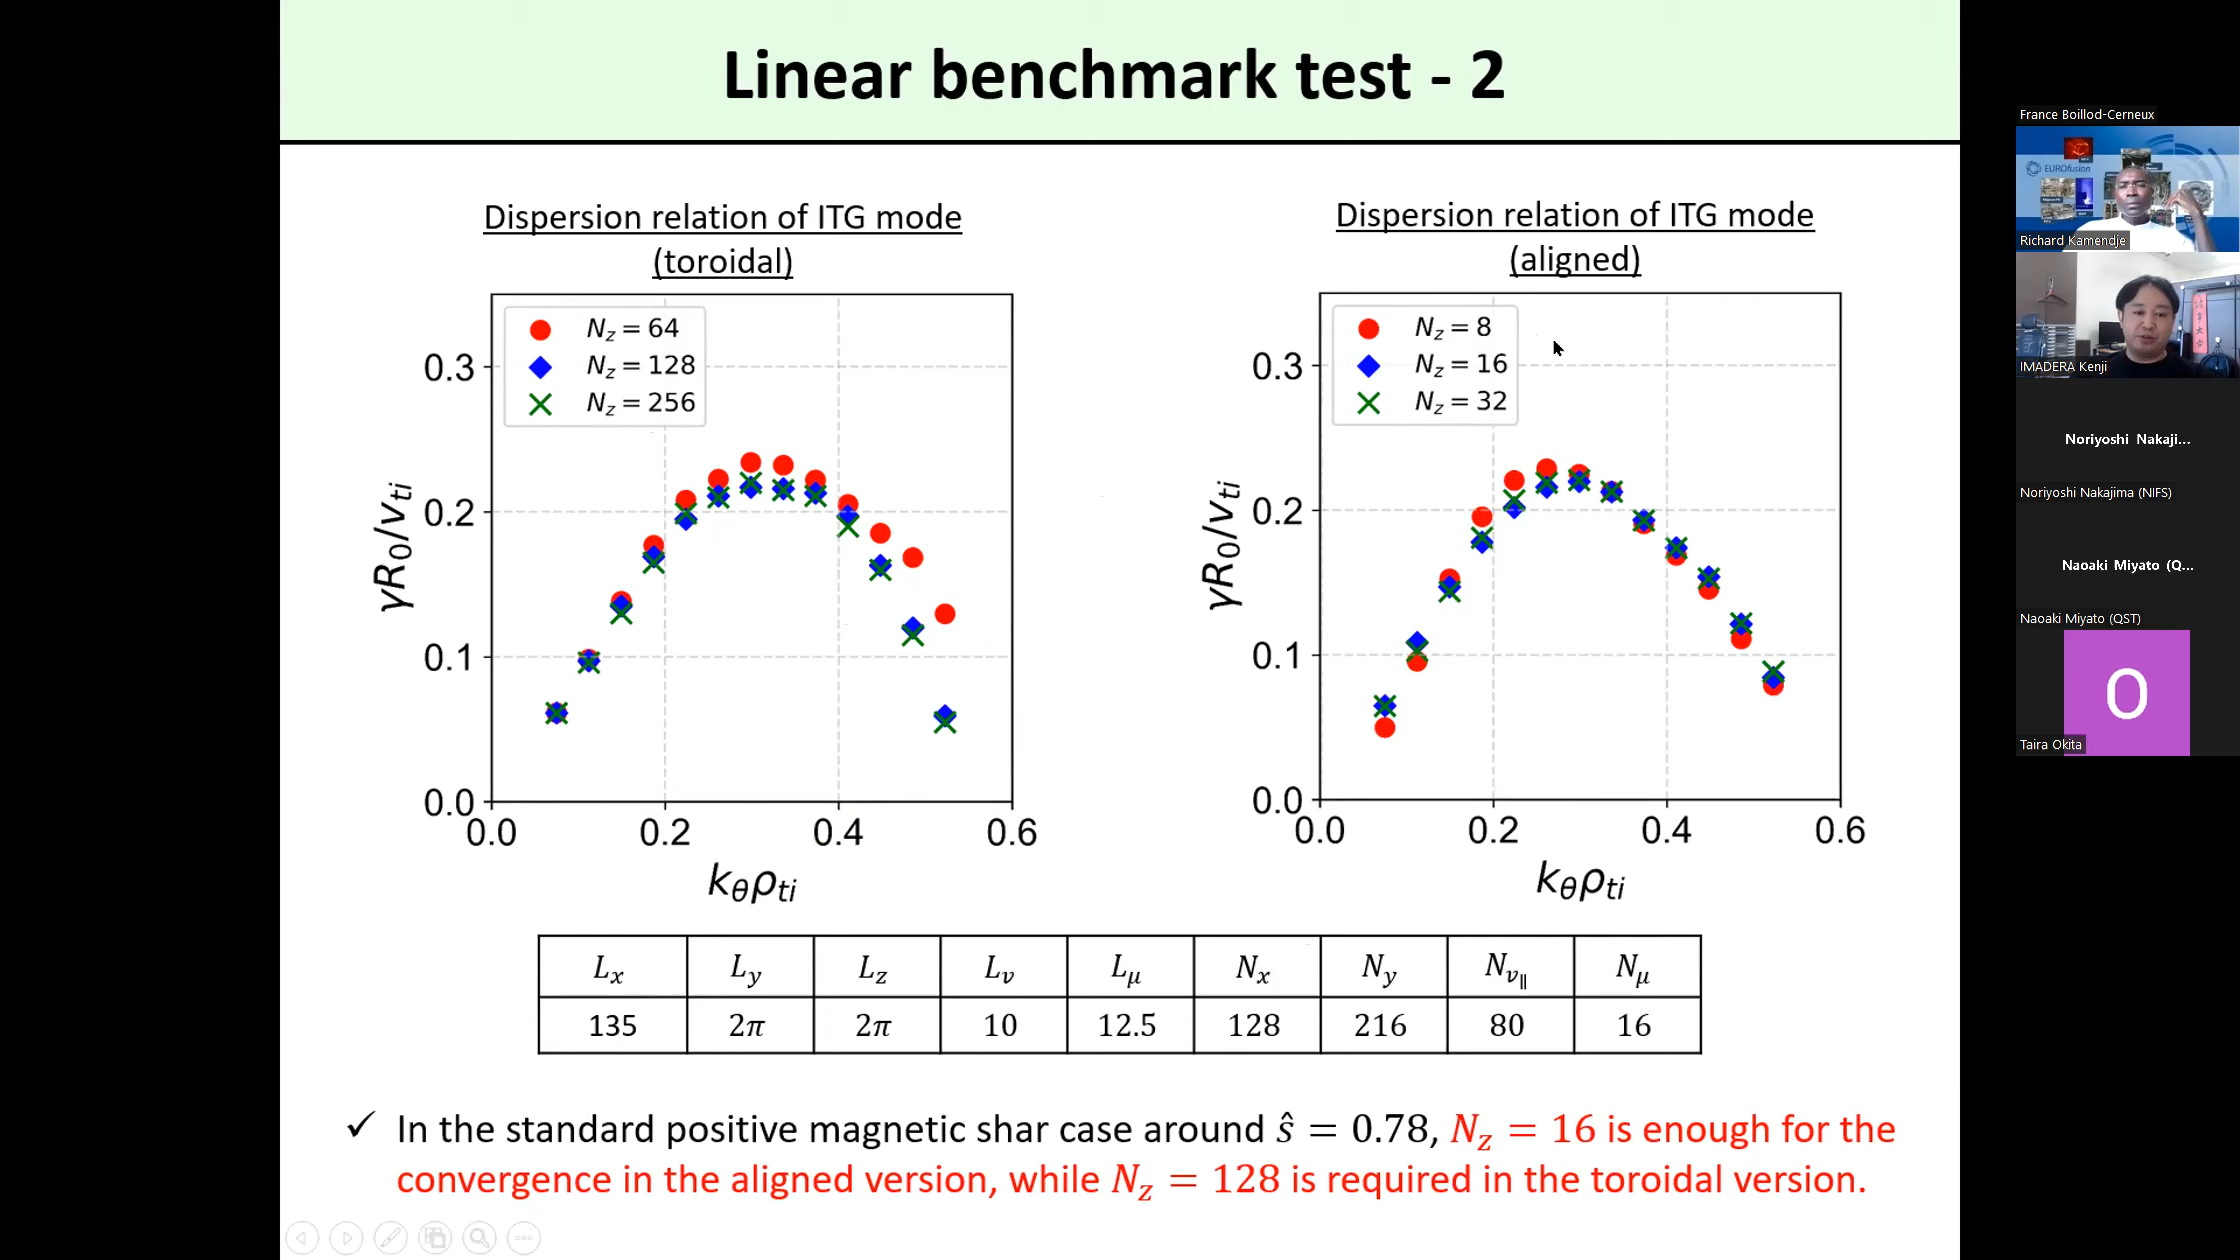 Linear benchmark test - 2
Dispersion relation of ITG mode
(toroidal)
N_z = 64
N_z = 128
N_z = 256
0.3
0.2
0.1
0.0
γR₀/v_ti
0.0 0.2 0.4 0.6
k_θρ_ti
Dispersion relation of ITG mode
(aligned)
N_z = 8
N_z = 16
N_z = 32
0.3
0.2
0.1
0.0
γR₀/v_ti
0.0 0.2 0.4 0.6
k_θρ_ti
L_x L_y L_z L_v L_μ N_x N_y N_v∥ N_μ
135 2π 2π 10 12.5 128 216 80 16
✓ In the standard positive magnetic shar case around ŝ = 0.78, N_z = 16 is enough for the
convergence in the aligned version, while N_z = 128 is required in the toroidal version.
France Boillod-Cerneux
EUROfusion
Richard Kamendje
IMADERA Kenji
Noriyoshi Nakaji...
Noriyoshi Nakajima (NIFS)
Naoaki Miyato (Q...
Naoaki Miyato (QST)
O
Taira Okita